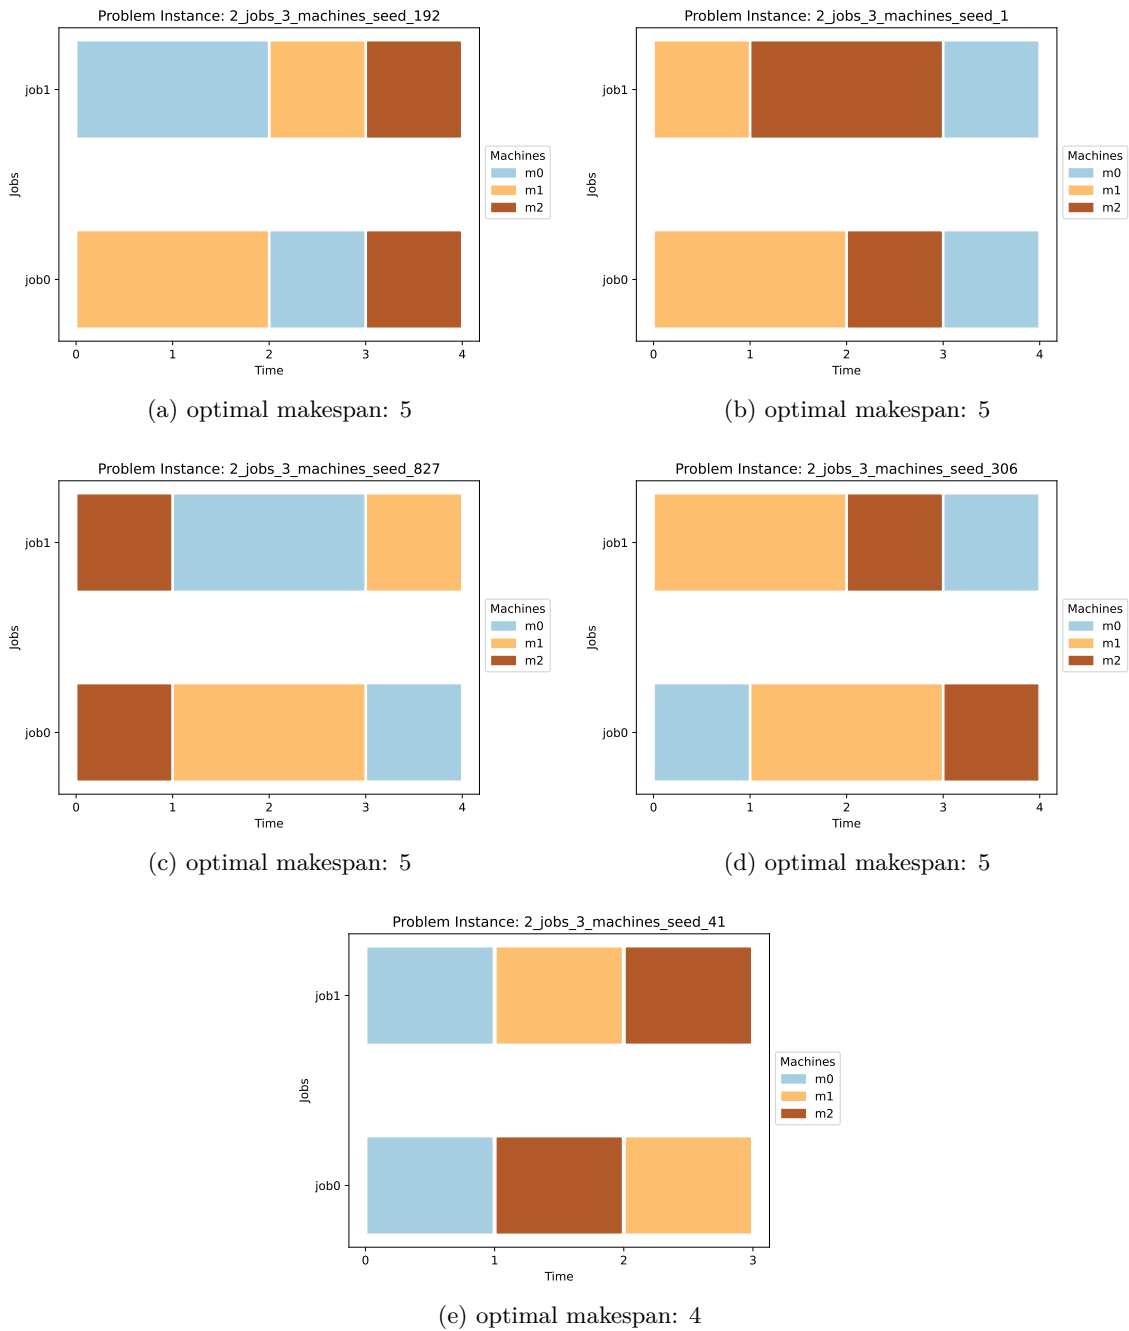 Problem Instance: 2_jobs_3_machines_seed_192
job1
Jobs
job0
0 1 2 3 4
Time
Machines
m0
m1
m2
(a) optimal makespan: 5
Problem Instance: 2_jobs_3_machines_seed_1
job1
Jobs
job0
0 1 2 3 4
Time
Machines
m0
m1
m2
(b) optimal makespan: 5
Problem Instance: 2_jobs_3_machines_seed_827
job1
Jobs
job0
0 1 2 3 4
Time
Machines
m0
m1
m2
(c) optimal makespan: 5
Problem Instance: 2_jobs_3_machines_seed_306
job1
Jobs
job0
0 1 2 3 4
Time
Machines
m0
m1
m2
(d) optimal makespan: 5
Problem Instance: 2_jobs_3_machines_seed_41
job1
Jobs
job0
0 1 2 3
Time
Machines
m0
m1
m2
(e) optimal makespan: 4